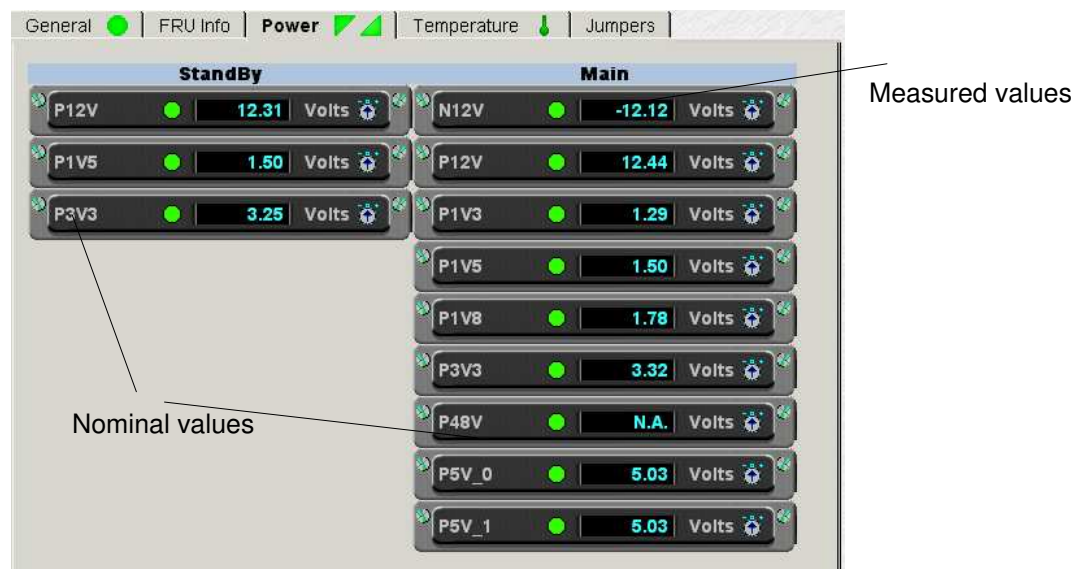 General FRU Info Power Temperature Jumpers
StandBy Main
P12V 12.31 Volts N12V -12.12 Volts
Measured values
P1V5 1.50 Volts P12V 12.44 Volts
P3V3 3.25 Volts P1V3 1.29 Volts
P1V5 1.50 Volts
P1V8 1.78 Volts
P3V3 3.32 Volts
Nominal values
P48V N.A. Volts
P5V_0 5.03 Volts
P5V_1 5.03 Volts